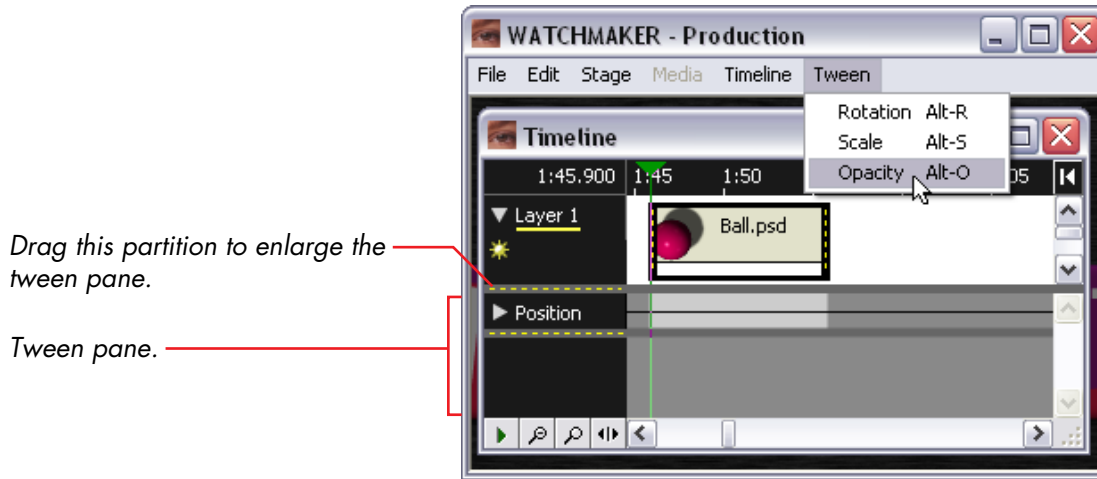 WATCHMAKER - Production
File Edit Stage Media Timeline Tween
Rotation Alt-R
Scale Alt-S
Opacity Alt-O
Timeline
1:45.900 1:45 1:50 05
Layer 1
Ball.psd
Drag this partition to enlarge the
tween pane.
Position
Tween pane.